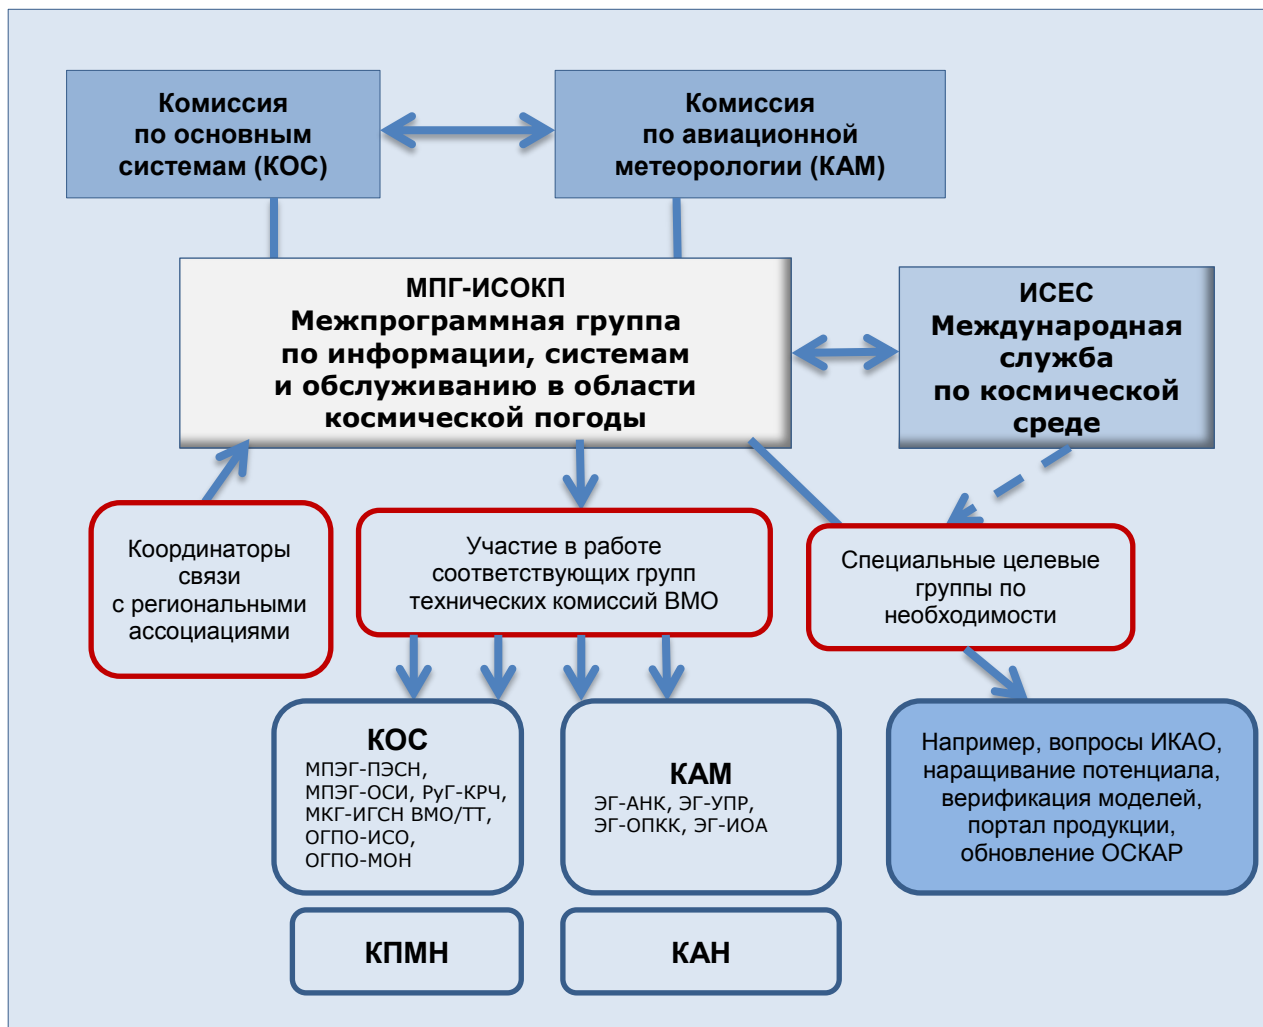 Комиссия
по основным
системам (КОС)
Комиссия
по авиационной
метеорологии (КАМ)
МПГ-ИСОКП
Межпрограммная группа
по информации, системам
и обслуживанию в области
космической погоды
ИСЕС
Международная
служба
по космической
среде
Координаторы
связи
с региональными
ассоциациями
Участие в работе
соответствующих групп
технических комиссий ВМО
Специальные целевые
группы по
необходимости
КОС
МПЭГ-ПЭСН,
МПЭГ-ОСИ, РуГ-КРЧ,
МКГ-ИГСН ВМО/ТТ,
ОГПО-ИСО,
ОГПО-МОН
КАМ
ЭГ-АНК, ЭГ-УПР,
ЭГ-ОПКК, ЭГ-ИОА
Например, вопросы ИКАО,
наращивание потенциала,
верификация моделей,
портал продукции,
обновление ОСКАР
КПМН
КАН